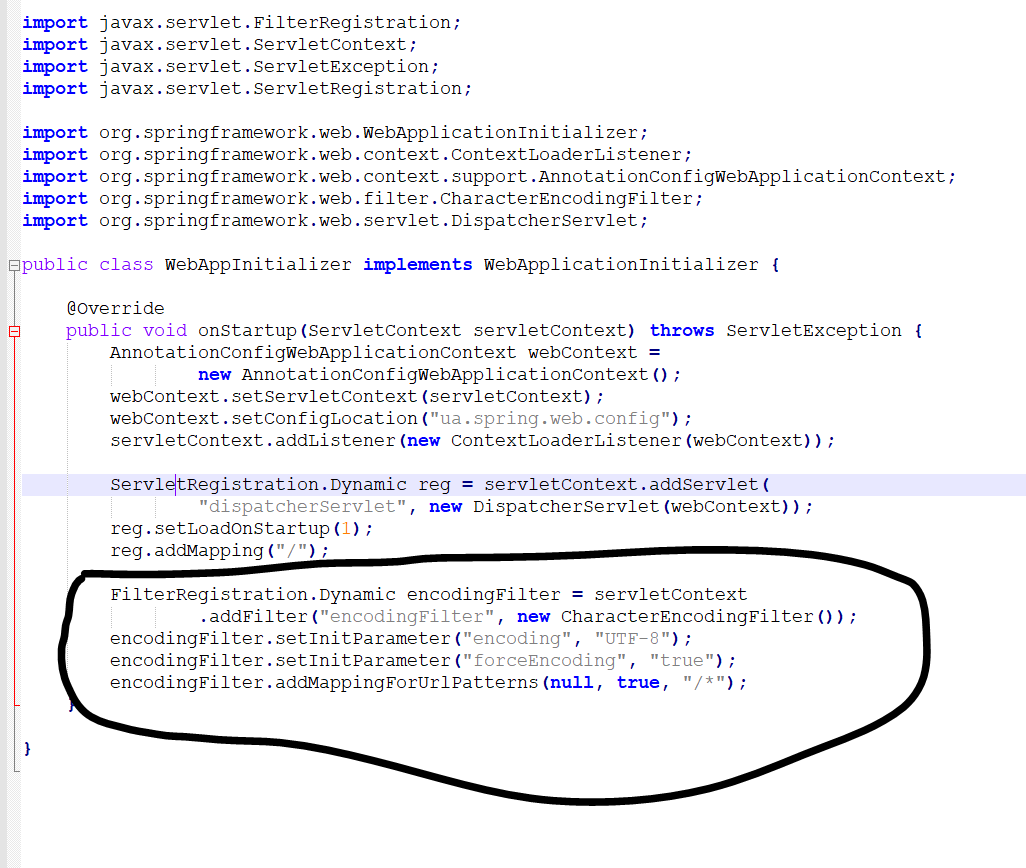 import javax.servlet.FilterRegistration;
import javax.servlet.ServletContext;
import javax.servlet.ServletException;
import javax.servlet.ServletRegistration;
import org.springframework.web.WebApplicationInitializer;
import org.springframework.web.context.ContextLoaderListener;
import org.springframework.web.context.support.AnnotationConfigWebApplicationContext;
import org.springframework.web.filter.CharacterEncodingFilter;
import org.springframework.web.servlet.DispatcherServlet;
public class WebAppInitializer implements WebApplicationInitializer {
@Override
public void onStartup(ServletContext servletContext) throws ServletException {
AnnotationConfigWebApplicationContext webContext =
new AnnotationConfigWebApplicationContext();
webContext.setServletContext(servletContext);
webContext.setConfigLocation("ua.spring.web.config");
servletContext.addListener(new ContextLoaderListener(webContext));
ServletRegistration.Dynamic reg = servletContext.addServlet(
"dispatcherServlet", new DispatcherServlet(webContext));
reg.setLoadOnStartup(1);
reg.addMapping("/");
FilterRegistration.Dynamic encodingFilter = servletContext
.addFilter("encodingFilter", new CharacterEncodingFilter());
encodingFilter.setInitParameter("encoding", "UTF-8");
encodingFilter.setInitParameter("forceEncoding", "true");
encodingFilter.addMappingForUrlPatterns(null, true, "/*");
}
}